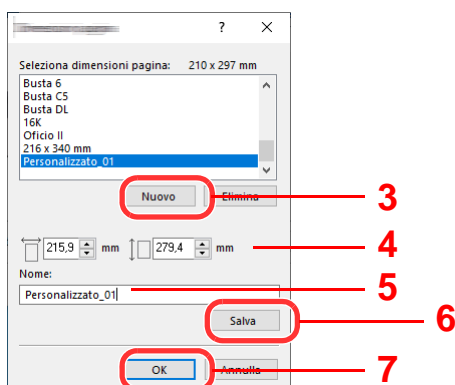 ?
Seleziona dimensioni pagina: 210 x 297 mm
Busta 6
Busta C5
Busta DL
16K
Oficio II
216 x 340 mm
Personalizzato_01
Nuovo Elimina 3
215,9 mm 279,4 mm 4
Nome:
5
Personalizzato_01
Salva 6
OK Annulla 7